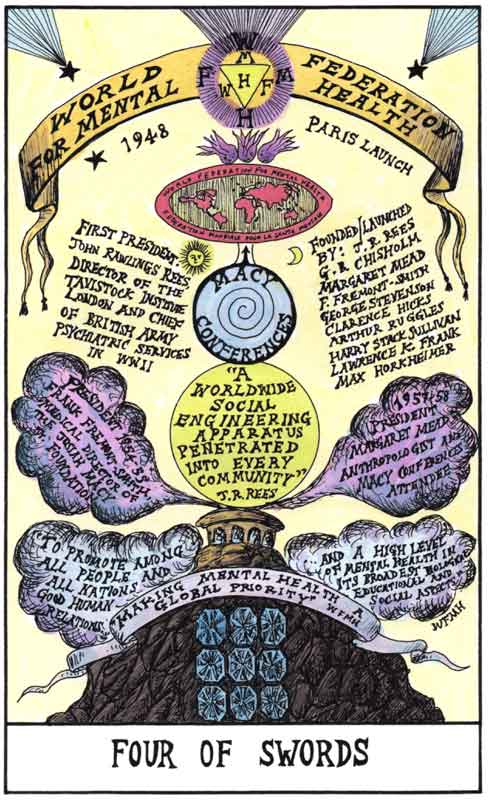 WORLD FEDERATION
FOR MENTAL HEALTH
W
M
F W H F M
H
1948
PARIS LAUNCH
WORLD FEDERATION FOR MENTAL HEALTH
FEDERATION MONDIALE POUR LA SANTE MENTALE
FIRST PRESIDENT:
JOHN RAWLINGS REES
DIRECTOR OF THE
TAVISTOCK INSTITUTE
LONDON AND CHIEF
OF BRITISH ARMY
PSYCHIATRIC SERVICES
IN WWII
FOUNDED/LAUNCHED
BY: J.R. REES
G.B. CHISHOLM
MARGARET MEAD
F. FREMONT-SMITH
GEORGE STEVENSON
CLARENCE HICKS
ARTHUR RUGGLES
HARRY STACK SULLIVAN
LAWRENCE K. FRANK
MAX HORKHEIMER
MACY
CONFERENCES
"A
WORLDWIDE
SOCIAL
ENGINEERING
APPARATUS
PENETRATED
INTO EVERY
COMMUNITY"
J.R. REES
FRANK FREMONT SMITH
MEDICAL DIRECTOR OF
THE JOSIAH MACY
FOUNDATION
PRESIDENT
MARGARET MEAD
ANTHROPOLOGIST AND
MACY CONFERENCES
ATTENDEE
"TO PROMOTE AMONG
ALL PEOPLE AND
ALL NATIONS
GOOD HUMAN
RELATIONS
...AND A HIGH LEVEL
OF MENTAL HEALTH IN
ITS BROADEST BIOLOGICAL,
EDUCATIONAL AND
SOCIAL ASPECTS"
WFMH
"MAKING MENTAL HEALTH A
GLOBAL PRIORITY" WFMH
FOUR OF SWORDS